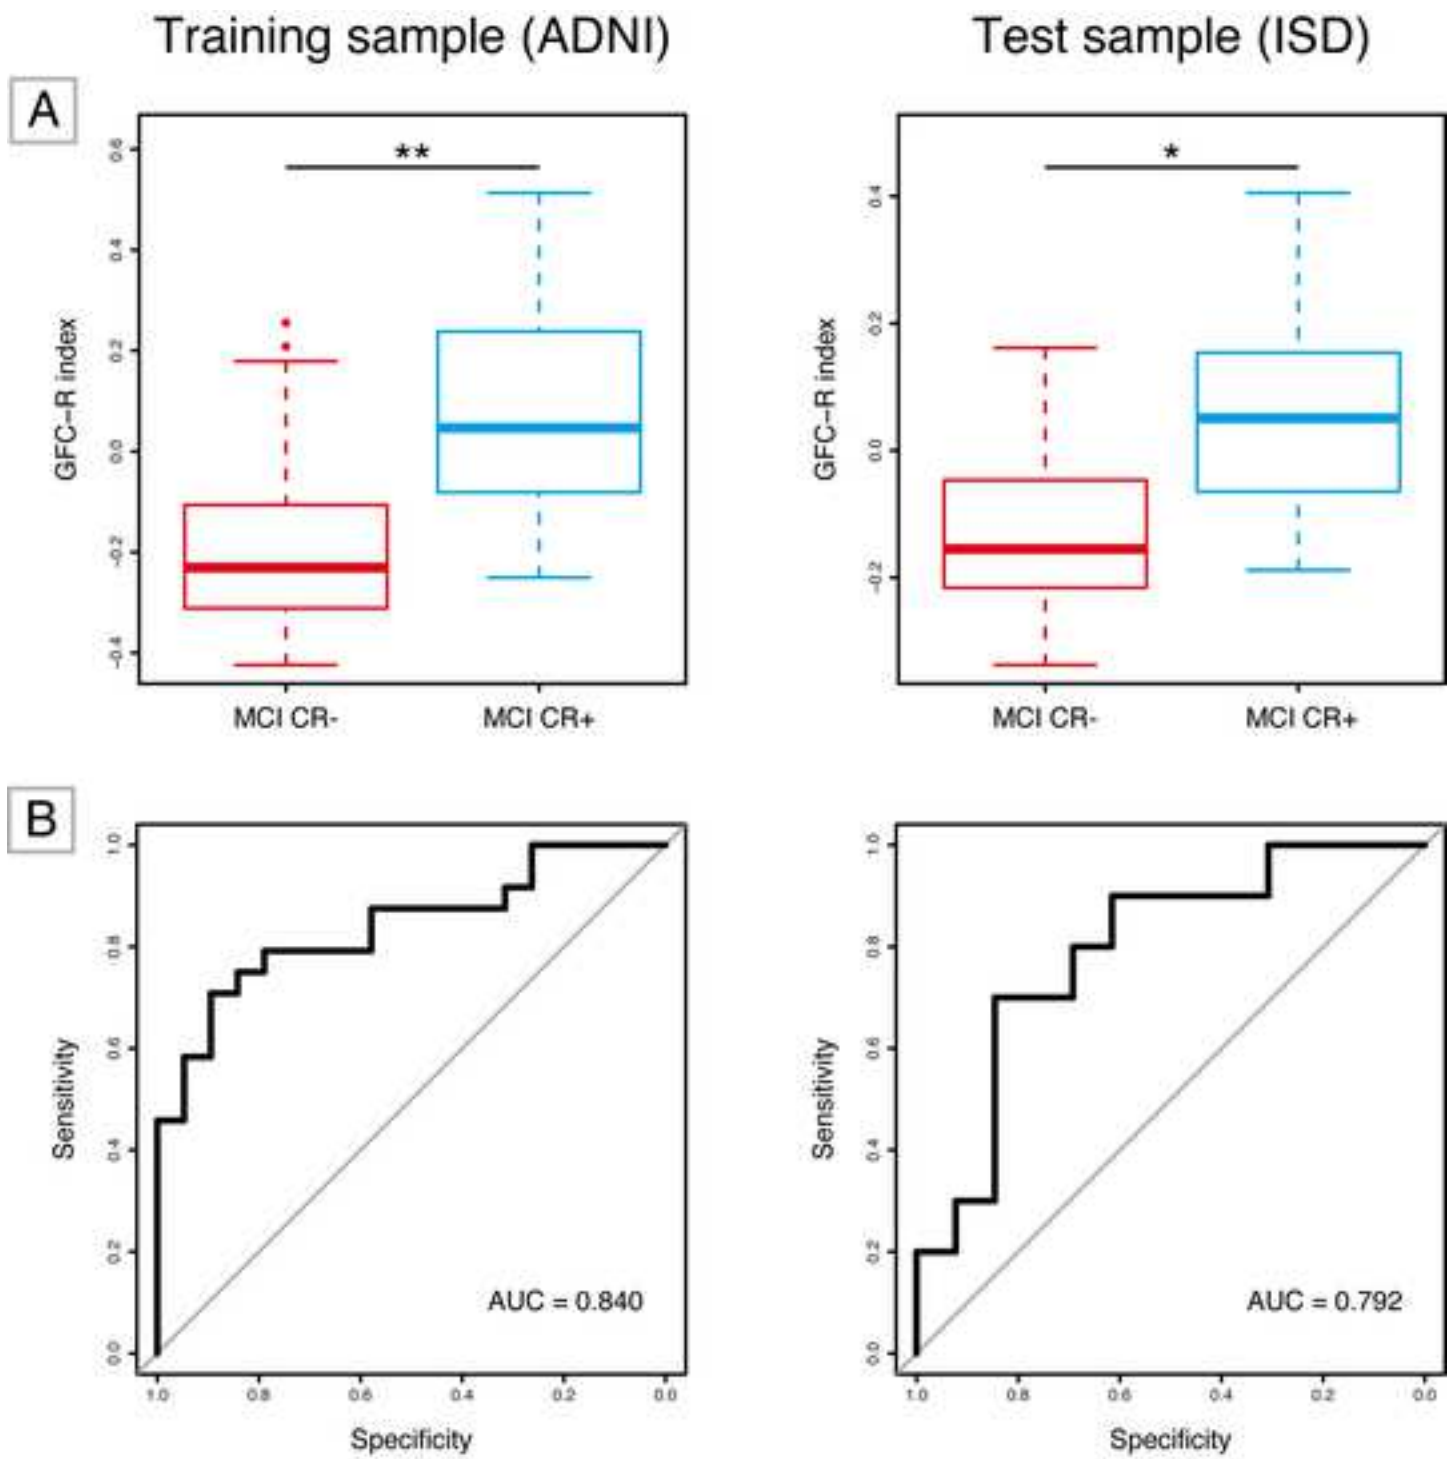 Training sample (ADNI)
Test sample (ISD)
A
**
GFC–R index
0.6
0.4
0.2
0.0
-0.2
-0.4
MCI CR-
MCI CR+
*
GFC–R index
0.4
0.2
0.0
-0.2
MCI CR-
MCI CR+
B
Sensitivity
1.0
0.8
0.6
0.4
0.2
0.0
AUC = 0.840
1.0 0.8 0.6 0.4 0.2 0.0
Specificity
Sensitivity
1.0
0.8
0.6
0.4
0.2
0.0
AUC = 0.792
1.0 0.8 0.6 0.4 0.2 0.0
Specificity